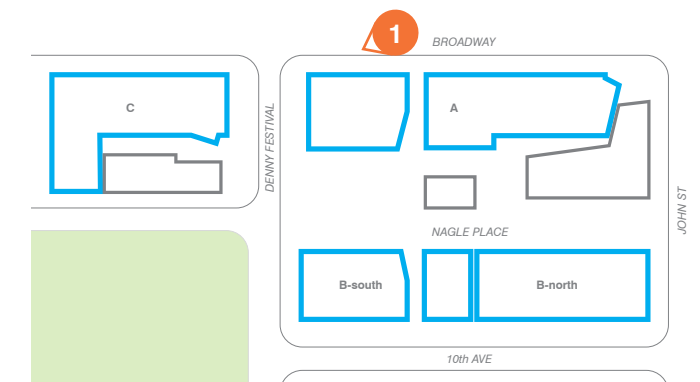 1
BROADWAY
C
A
DENNY FESTIVAL
JOHN ST
NAGLE PLACE
B-south
B-north
10th AVE